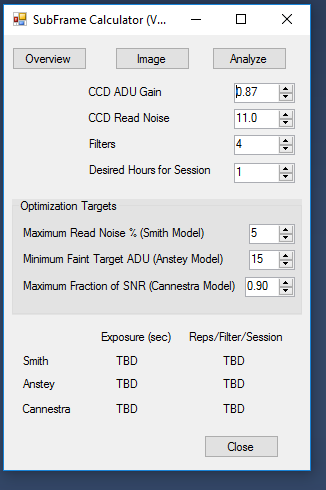 SubFrame Calculator (V...
Overview Image Analyze
CCD ADU Gain 0.87
CCD Read Noise 11.0
Filters 4
Desired Hours for Session 1
Optimization Targets
Maximum Read Noise % (Smith Model) 5
Minimum Faint Target ADU (Anstey Model) 15
Maximum Fraction of SNR (Cannestra Model) 0.90
Exposure (sec) Reps/Filter/Session
Smith TBD TBD
Anstey TBD TBD
Cannestra TBD TBD
Close